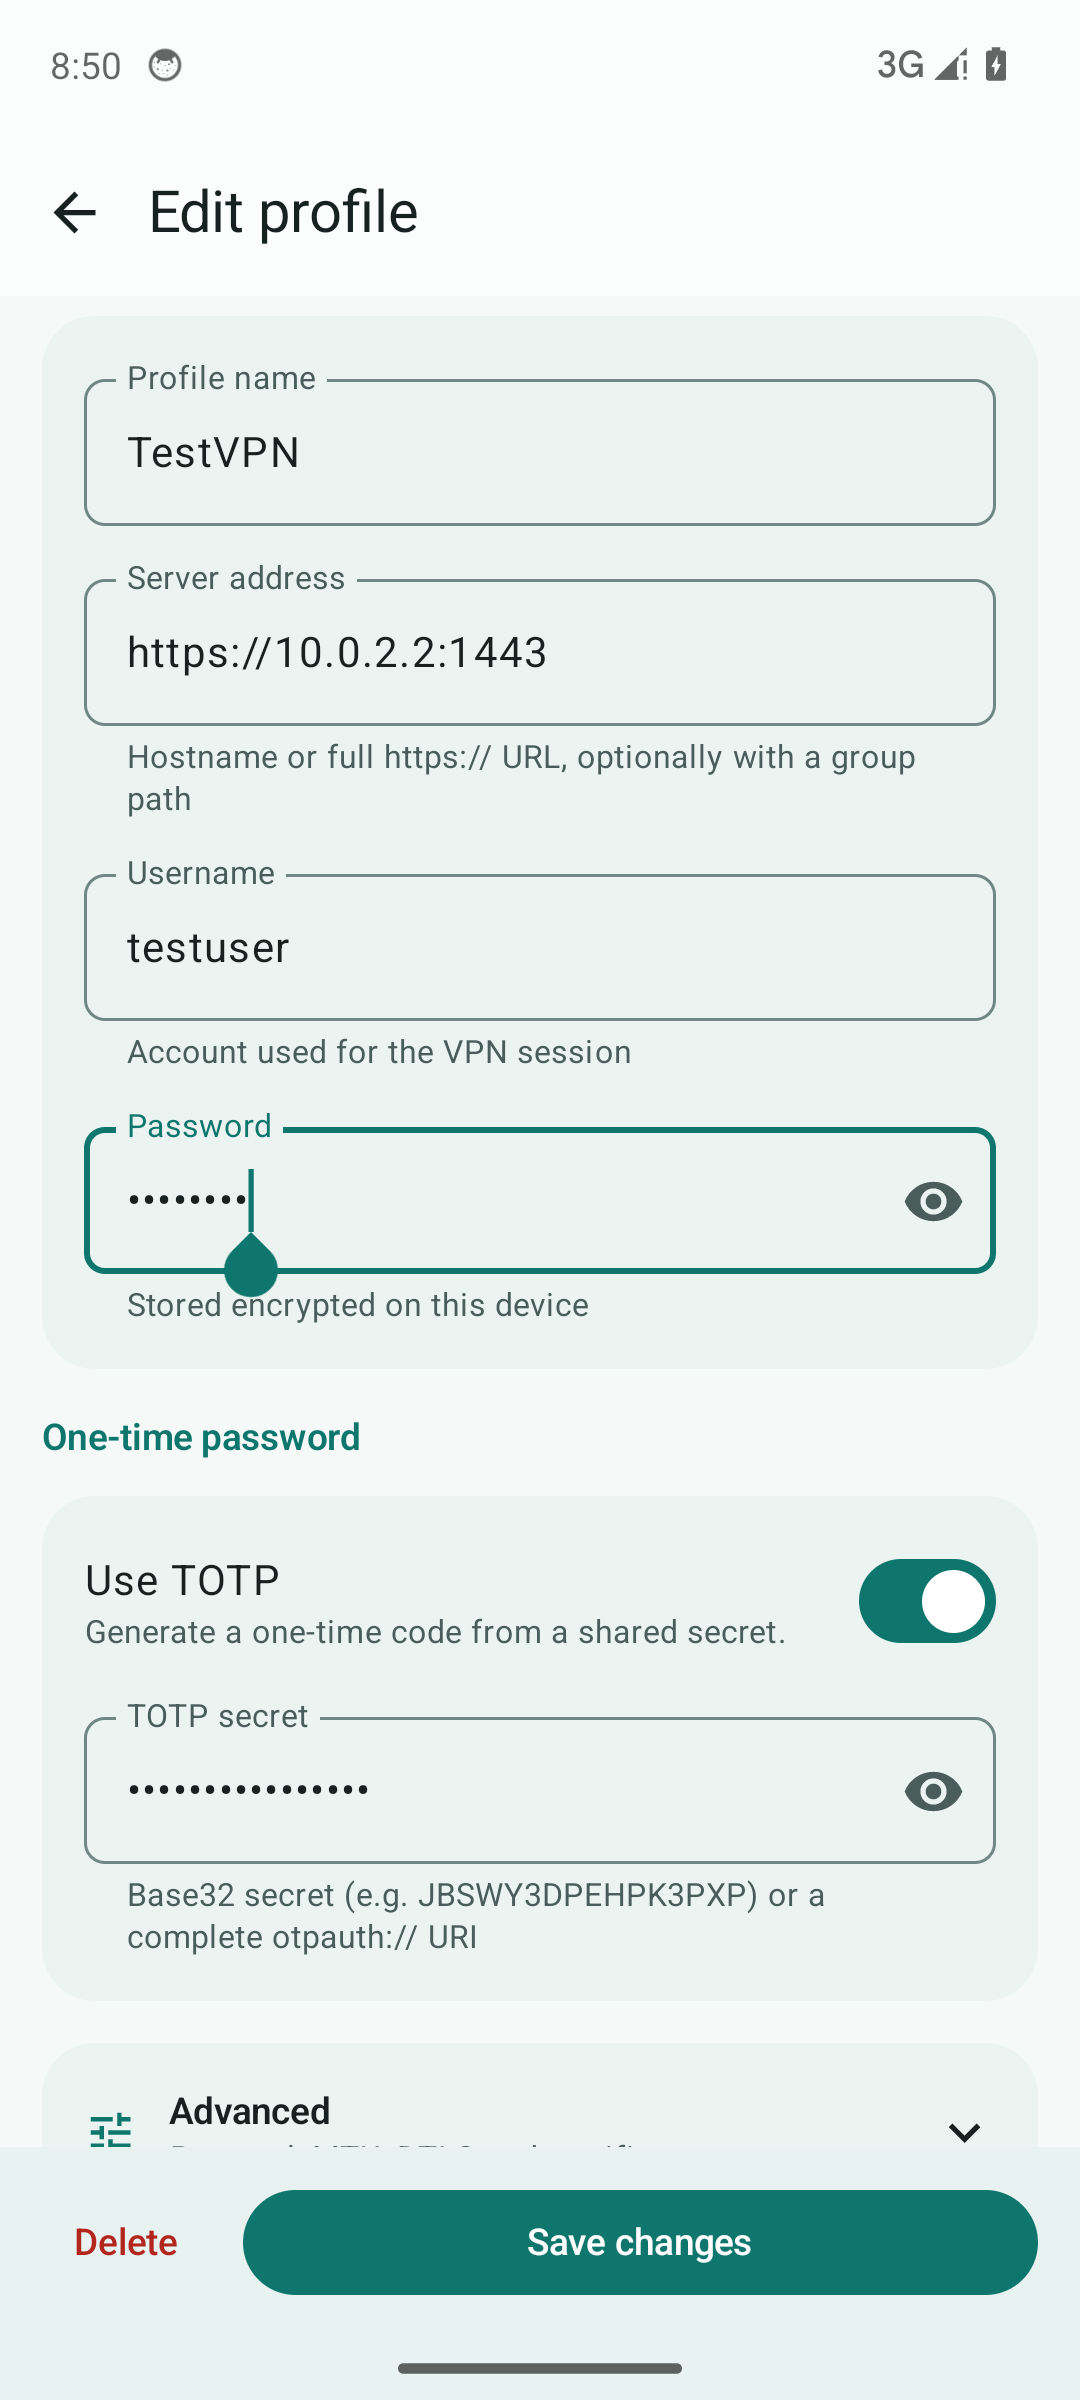 8:50
3G
Edit profile
Profile name
TestVPN
Server address
https://10.0.2.2:1443
Hostname or full https:// URL, optionally with a group
path
Username
testuser
Account used for the VPN session
Password
••••••••
Stored encrypted on this device
One-time password
Use TOTP
Generate a one-time code from a shared secret.
TOTP secret
••••••••••••••••
Base32 secret (e.g. JBSWY3DPEHPK3PXP) or a
complete otpauth:// URI
Advanced
Delete
Save changes